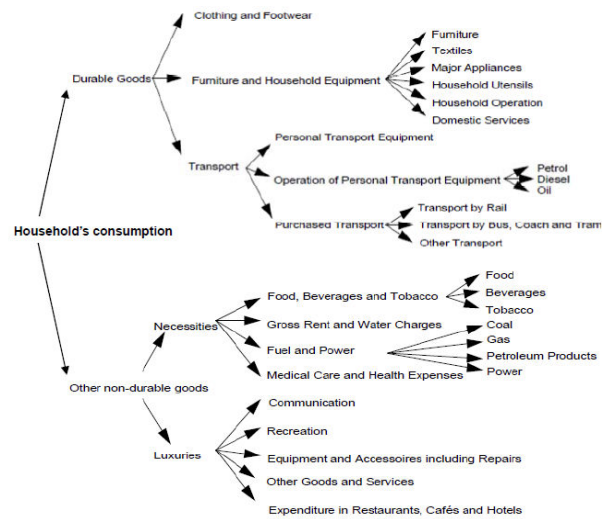 Clothing and Footwear
Furniture
Textiles
Major Appliances
Durable Goods
Furniture and Household Equipment
Household Utensils
Household Operation
Domestic Services
Personal Transport Equipment
Transport
Petrol
Operation of Personal Transport Equipment
Diesel
Oil
Transport by Rail
Purchased Transport
Transport by Bus, Coach and Tram
Household's consumption
Other Transport
Food
Food, Beverages and Tobacco
Beverages
Tobacco
Necessities
Gross Rent and Water Charges
Coal
Gas
Fuel and Power
Petroleum Products
Power
Medical Care and Health Expenses
Other non-durable goods
Communication
Recreation
Luxuries
Equipment and Accessoires including Repairs
Other Goods and Services
Expenditure in Restaurants, Cafés and Hotels